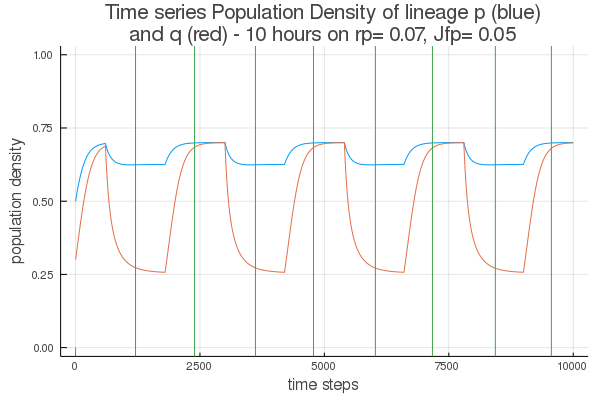 Time series Population Density of lineage p (blue)
and q (red) - 10 hours on rp= 0.07, Jfp= 0.05
1.00
0.75
0.50
0.25
0.00
population density
0 2500 5000 7500 10000
time steps